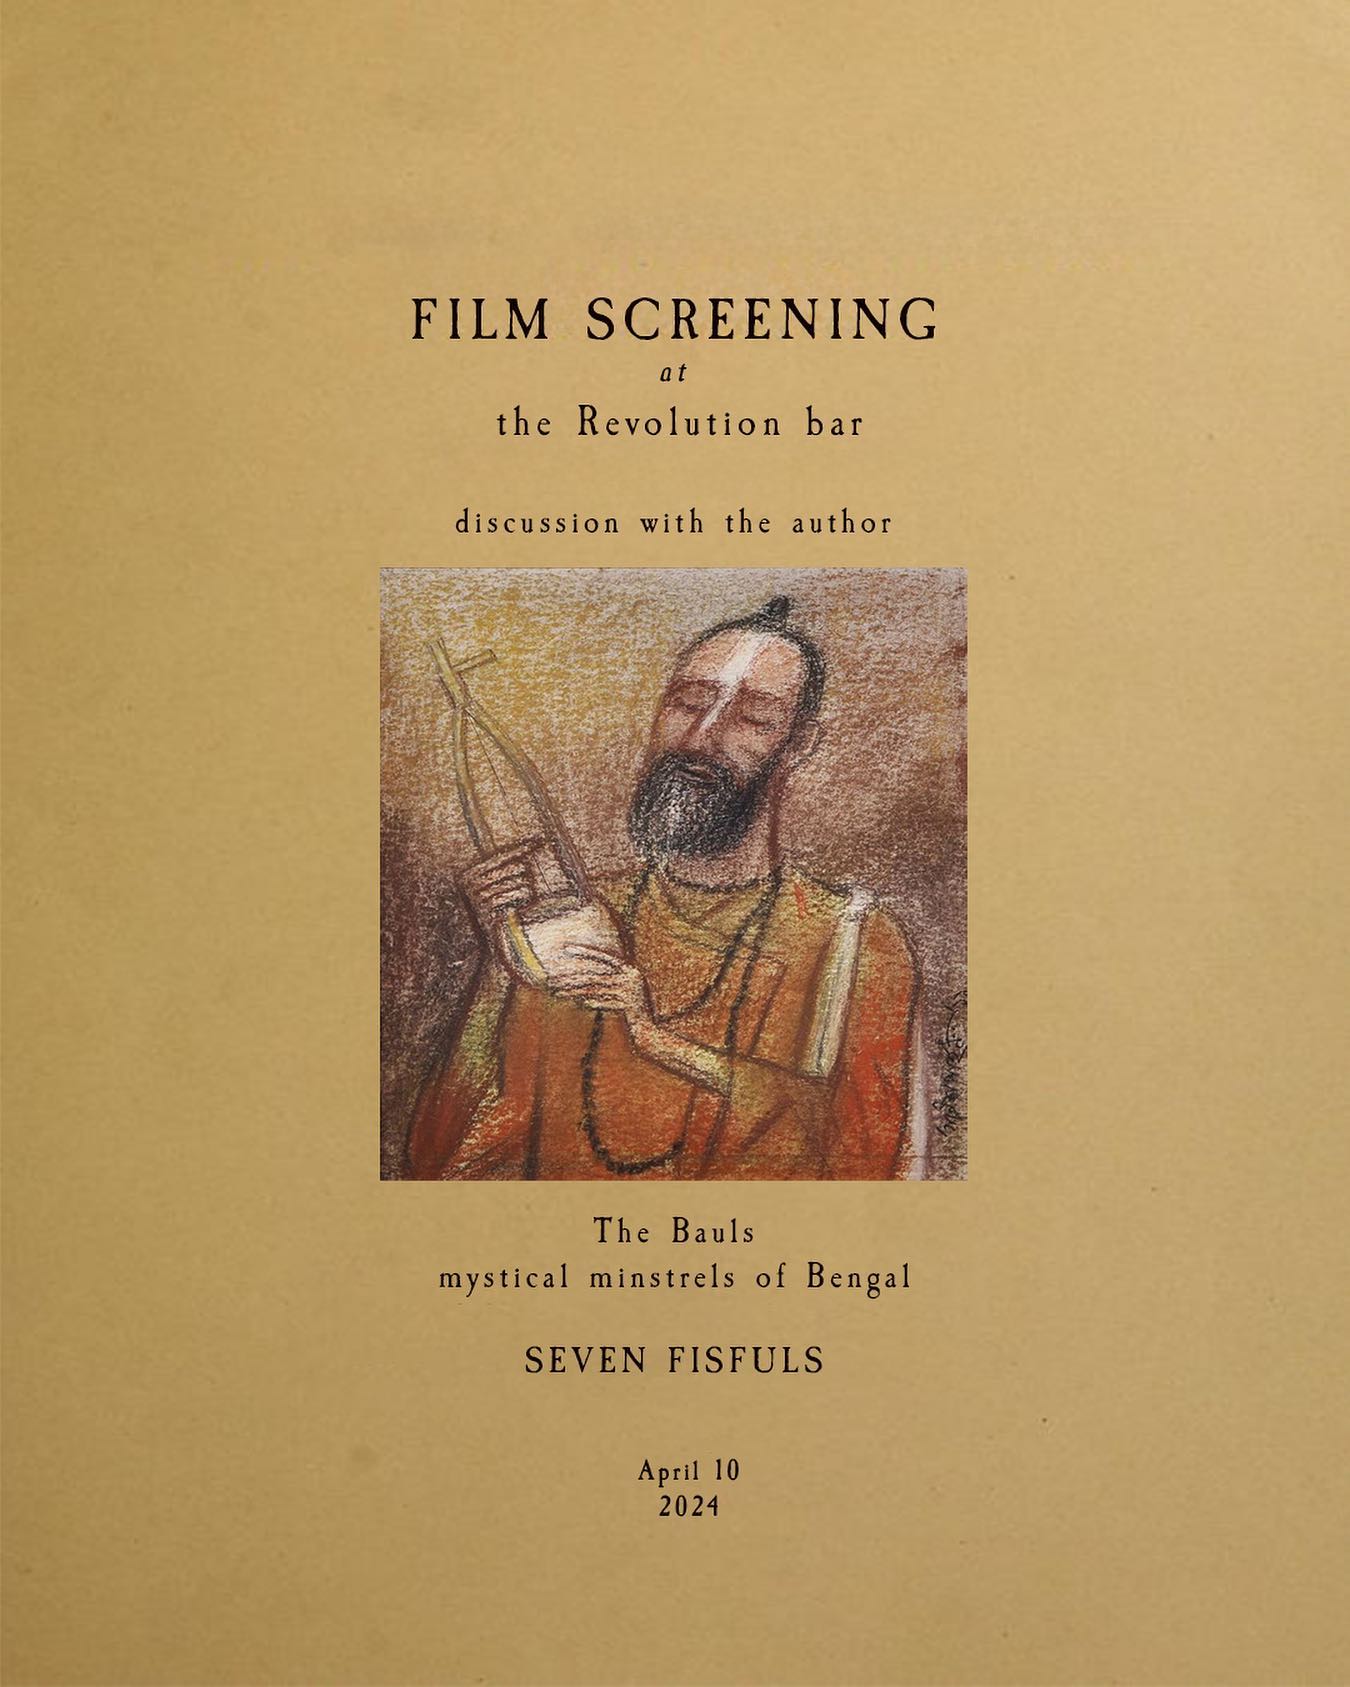 FILM SCREENING
at
the Revolution bar
discussion with the author
The Bauls
mystical minstrels of Bengal
SEVEN FISFULS
April 10
2024